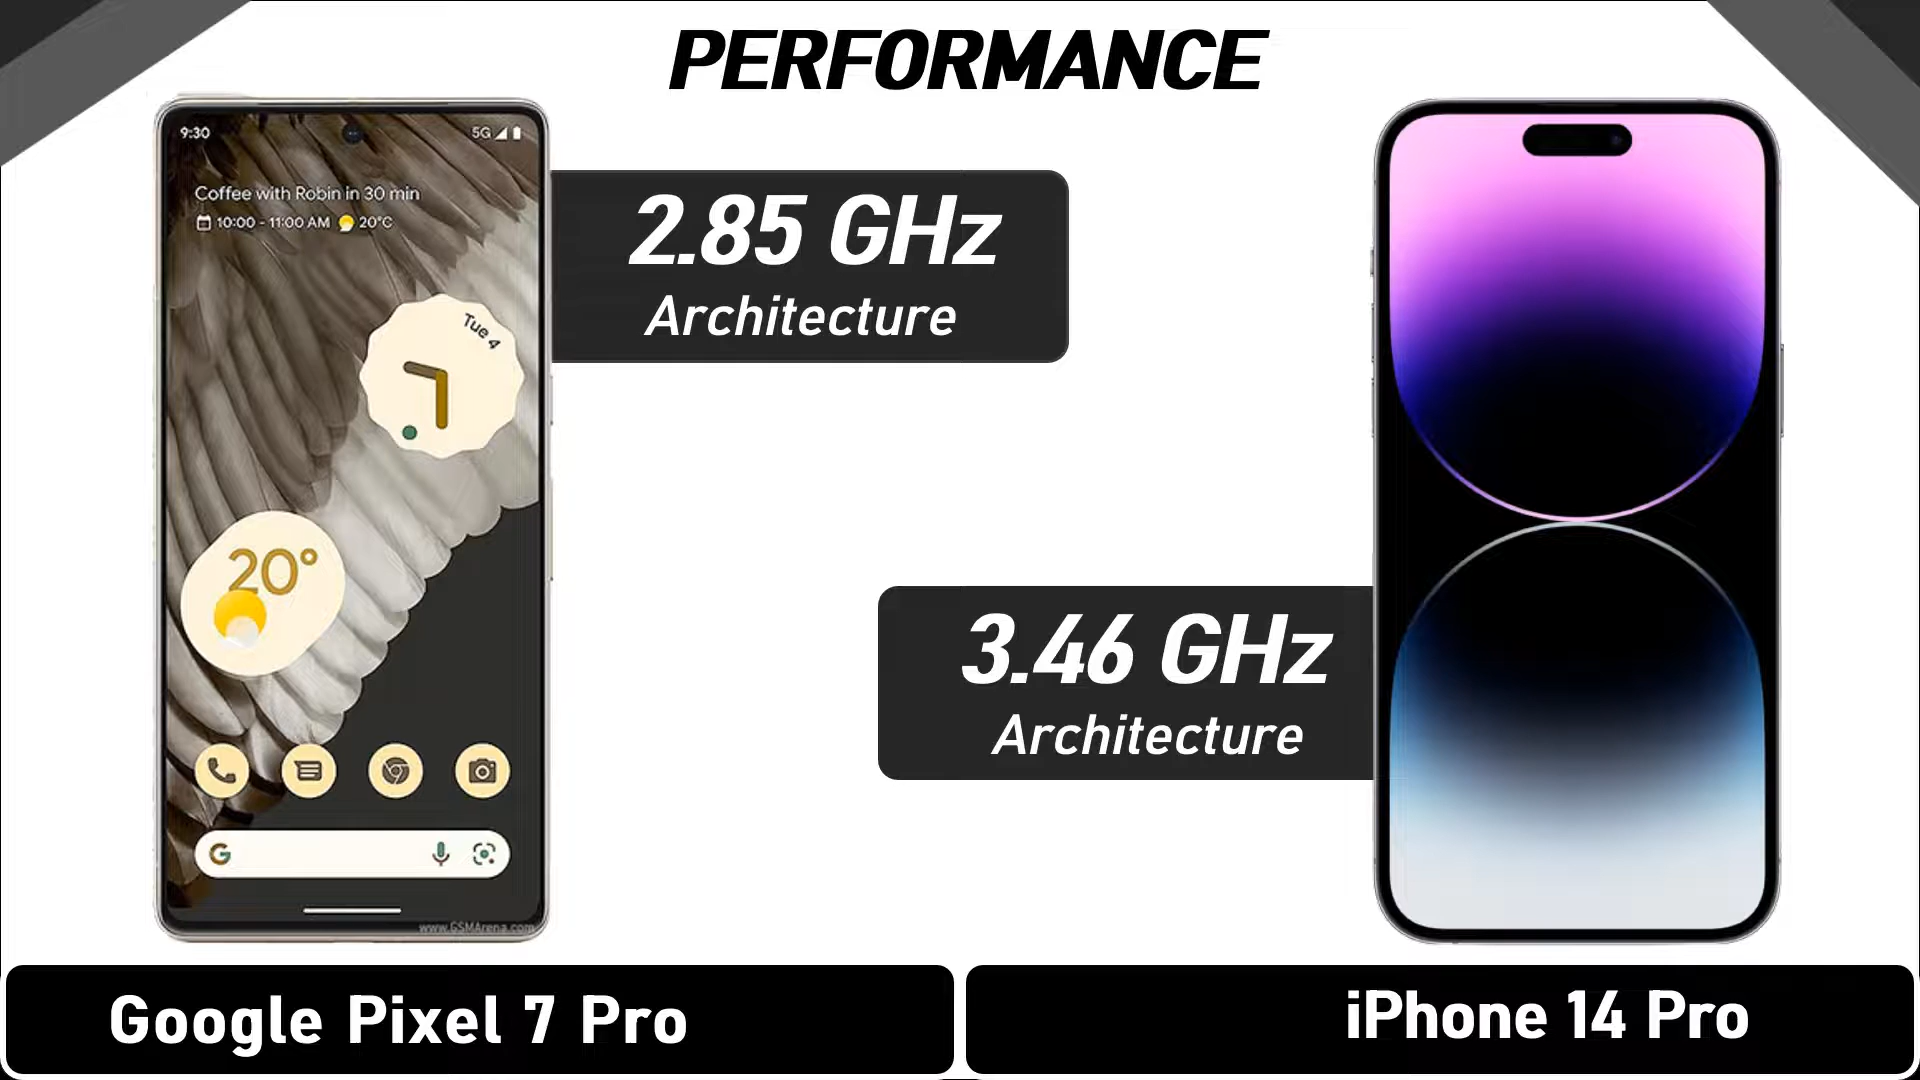 PERFORMANCE
9:30
5G
Coffee with Robin in 30 min
10:00 - 11:00 AM 20°C
Tue 4
20°
G
www.GSMArena.com
2.85 GHz
Architecture
3.46 GHz
Architecture
Google Pixel 7 Pro
iPhone 14 Pro